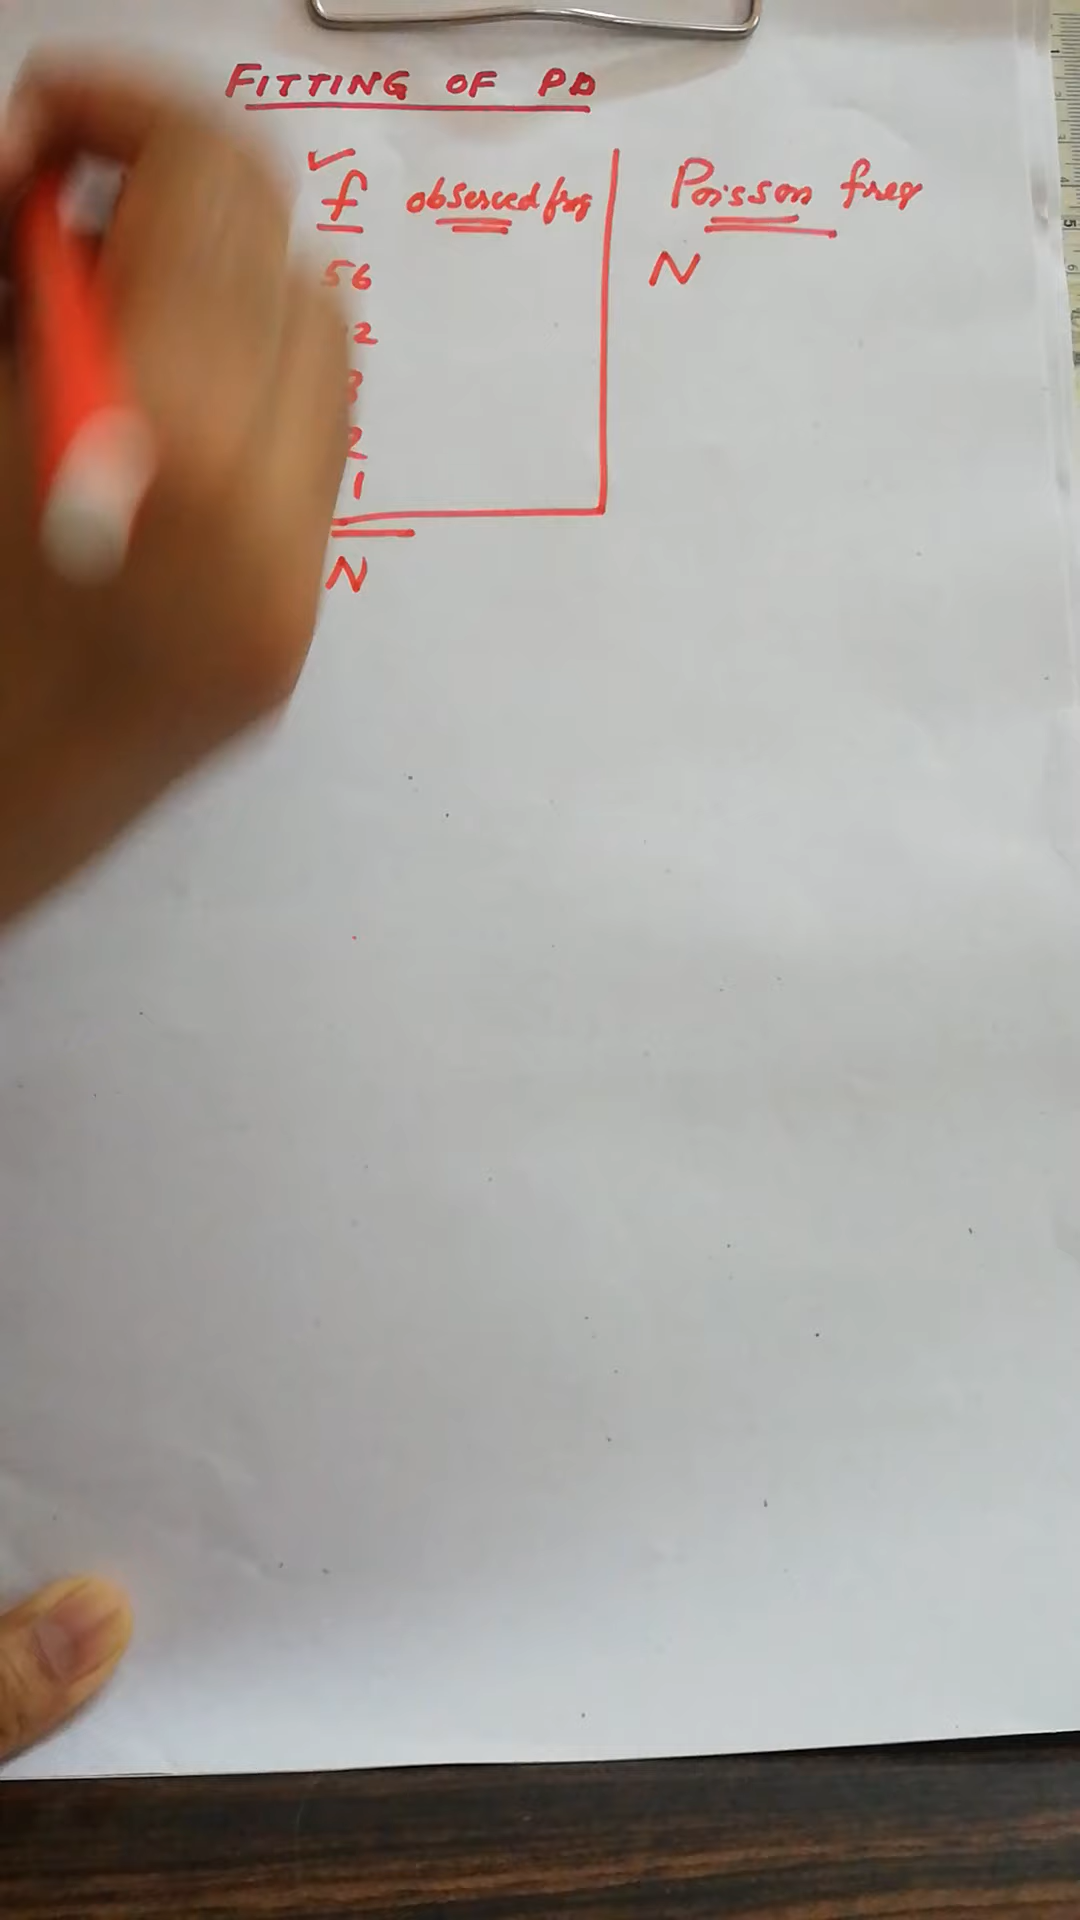 FITTING OF PD
f observed freq
Poisson freq
56
N
2
2
1
N